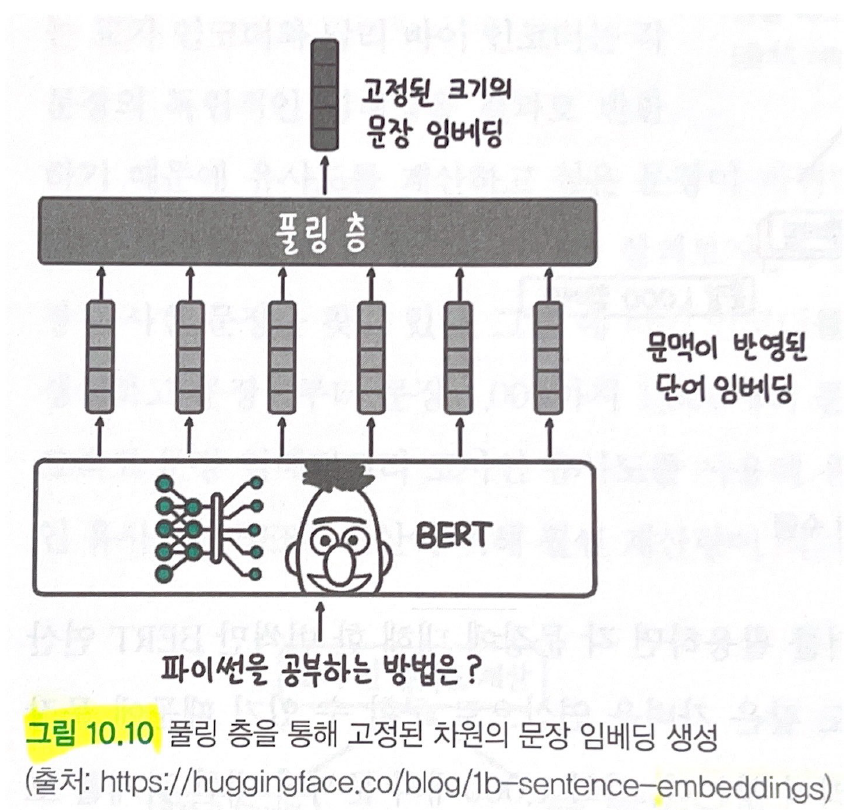 고정된 크기의
문장 임베딩
풀링 층
문맥이 반영된
단어 임베딩
BERT
파이썬을 공부하는 방법은?
그림 10.10 풀링 층을 통해 고정된 차원의 문장 임베딩 생성
(출처: https://huggingface.co/blog/1b-sentence-embeddings)